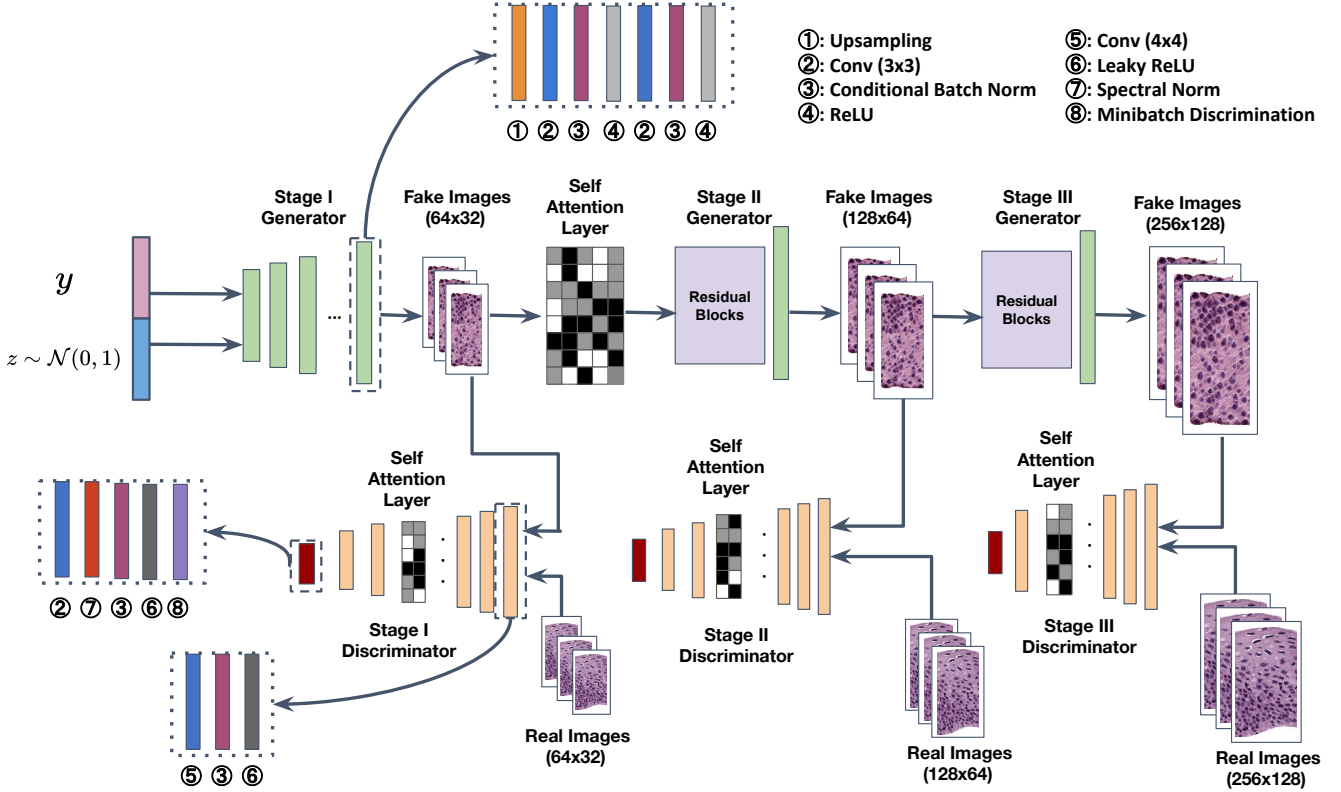 ①: Upsampling
②: Conv (3x3)
③: Conditional Batch Norm
④: ReLU
⑤: Conv (4x4)
⑥: Leaky ReLU
⑦: Spectral Norm
⑧: Minibatch Discrimination
① ② ③ ④ ② ③ ④
Stage I
Generator
Fake Images
(64x32)
Self
Attention
Layer
Stage II
Generator
Fake Images
(128x64)
Stage III
Generator
Fake Images
(256x128)
y
z ∼ N(0, 1)
...
Residual
Blocks
Residual
Blocks
Self
Attention
Layer
Self
Attention
Layer
Self
Attention
Layer
② ⑦ ③ ⑥ ⑧
Stage I
Discriminator
Stage II
Discriminator
Stage III
Discriminator
⑤ ③ ⑥
Real Images
(64x32)
Real Images
(128x64)
Real Images
(256x128)